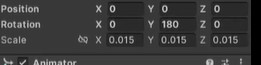 Position X 0 Y 0 Z 0
Rotation X 0 Y 180 Z 0
Scale X 0.015 Y 0.015 Z 0.015
Animator